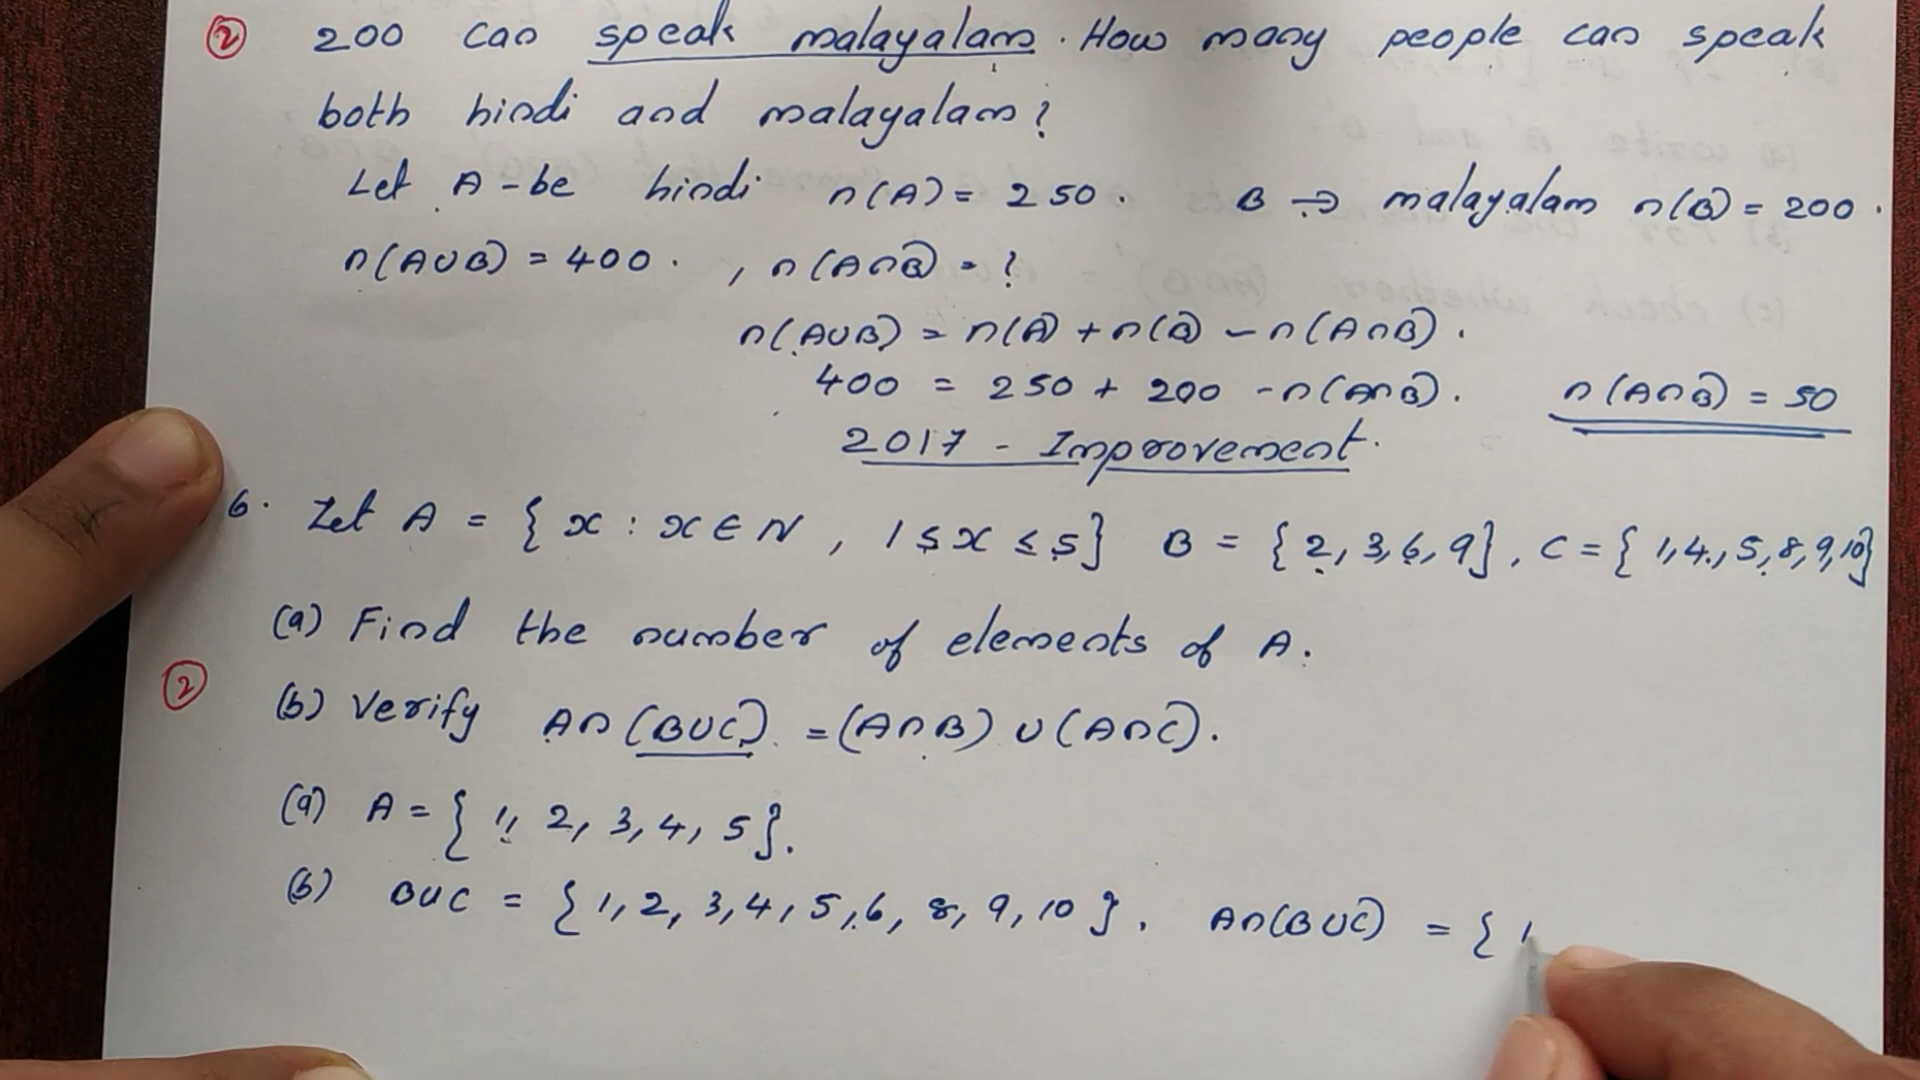 ② 200 can speak malayalam. How many people can speak
both hindi and malayalam?
Let A-be hindi n(A) = 250. B → malayalam n(B) = 200.
n(A∪B) = 400. , n(A∩B) = ?
n(A∪B) = n(A) + n(B) - n(A∩B).
400 = 250 + 200 - n(A∩B). n(A∩B) = 50
2017 - Improvement.
6. Let A = { x : x ∈ N , 1 ≤ x ≤ 5} B = { 2, 3, 6, 9}, C = { 1, 4, 5, 8, 9, 10}
(a) Find the number of elements of A.
② (b) Verify A∩(B∪C) = (A∩B) ∪ (A∩C).
(a) A = { 1, 2, 3, 4, 5 }.
(b) B∪C = { 1, 2, 3, 4, 5, 6, 8, 9, 10 }. A∩(B∪C) = { 1